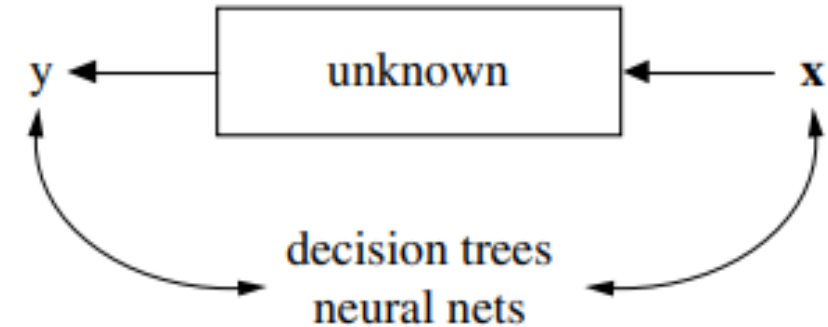 y
unknown
x
decision trees
neural nets